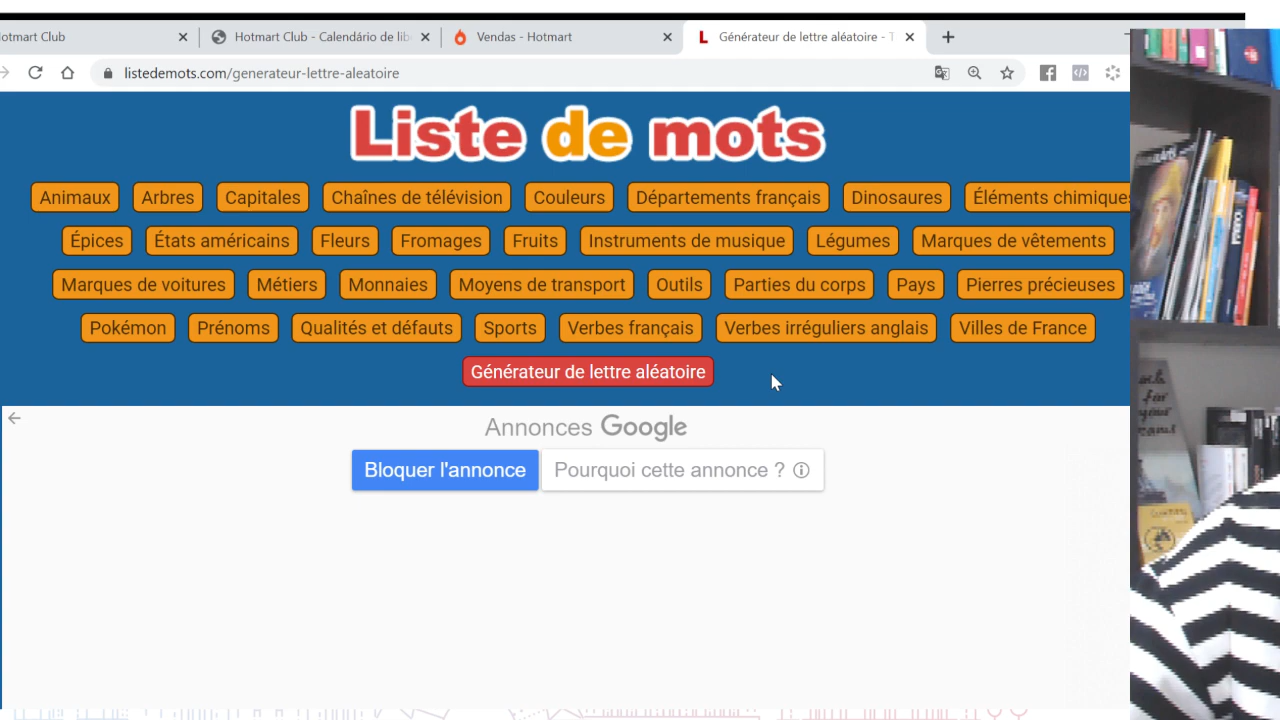 otmart Club
Hotmart Club - Calendário de lib
Vendas - Hotmart
Générateur de lettre aléatoire - T
listedemots.com/generateur-lettre-aleatoire
Liste de mots
Animaux Arbres Capitales Chaînes de télévision Couleurs Départements français Dinosaures Éléments chimiques
Épices États américains Fleurs Fromages Fruits Instruments de musique Légumes Marques de vêtements
Marques de voitures Métiers Monnaies Moyens de transport Outils Parties du corps Pays Pierres précieuses
Pokémon Prénoms Qualités et défauts Sports Verbes français Verbes irréguliers anglais Villes de France
Générateur de lettre aléatoire
Annonces Google
Bloquer l'annonce Pourquoi cette annonce ?